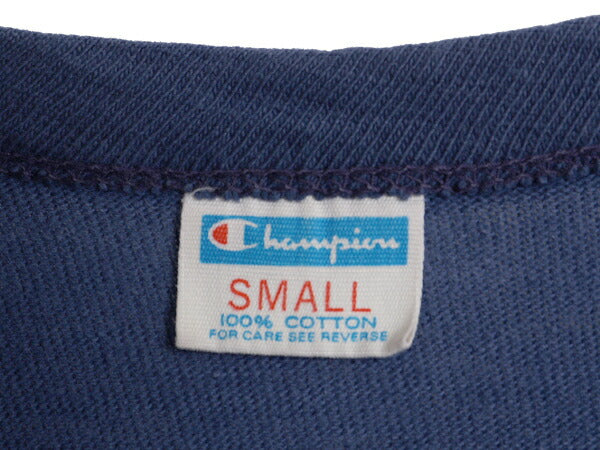 Champion
SMALL
100% COTTON
FOR CARE SEE REVERSE